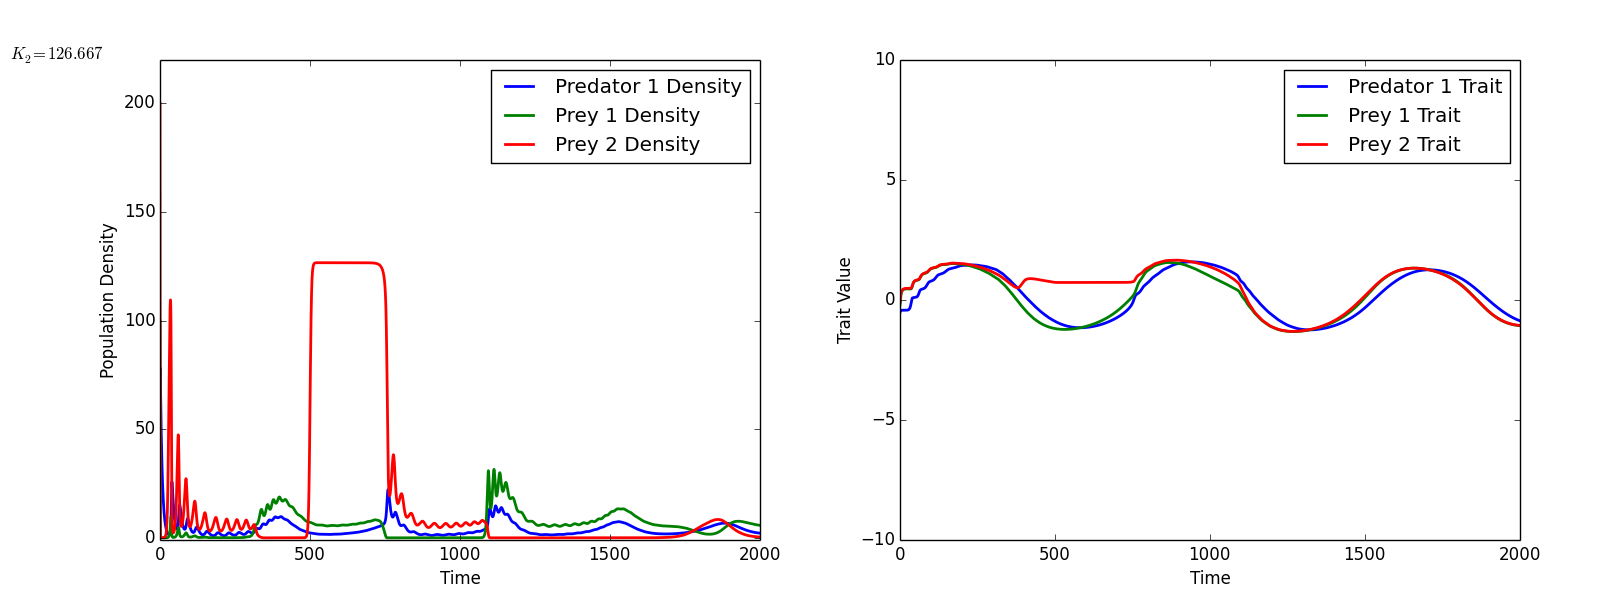 K₂ = 126.667
Population Density
200
150
100
50
0
0 500 1000 1500 2000
Time
Predator 1 Density
Prey 1 Density
Prey 2 Density
Trait Value
10
5
0
−5
−10
0 500 1000 1500 2000
Time
Predator 1 Trait
Prey 1 Trait
Prey 2 Trait